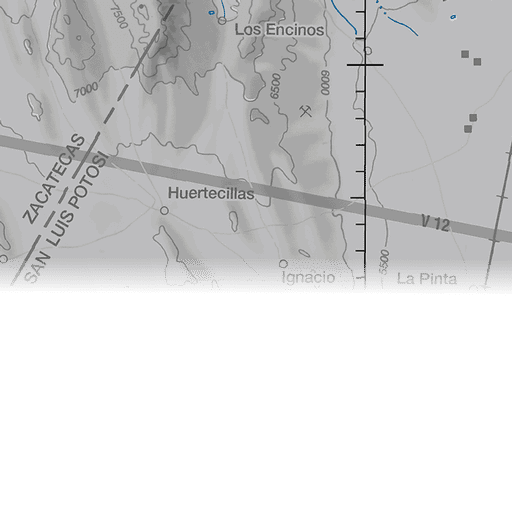 7500
Los Encinos
7000
6500
6000
ZACATECAS
SAN LUIS POTOSI
Huertecillas
V 12
5500
Ignacio
La Pinta